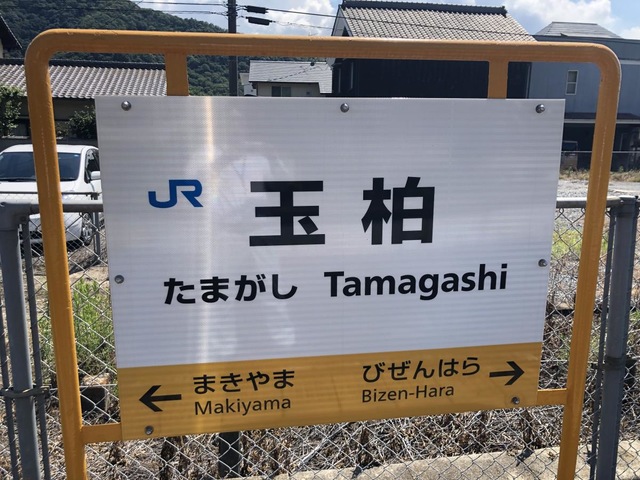 JR 玉柏
たまがし Tamagashi
← まきやま びぜんはら →
Makiyama Bizen-Hara